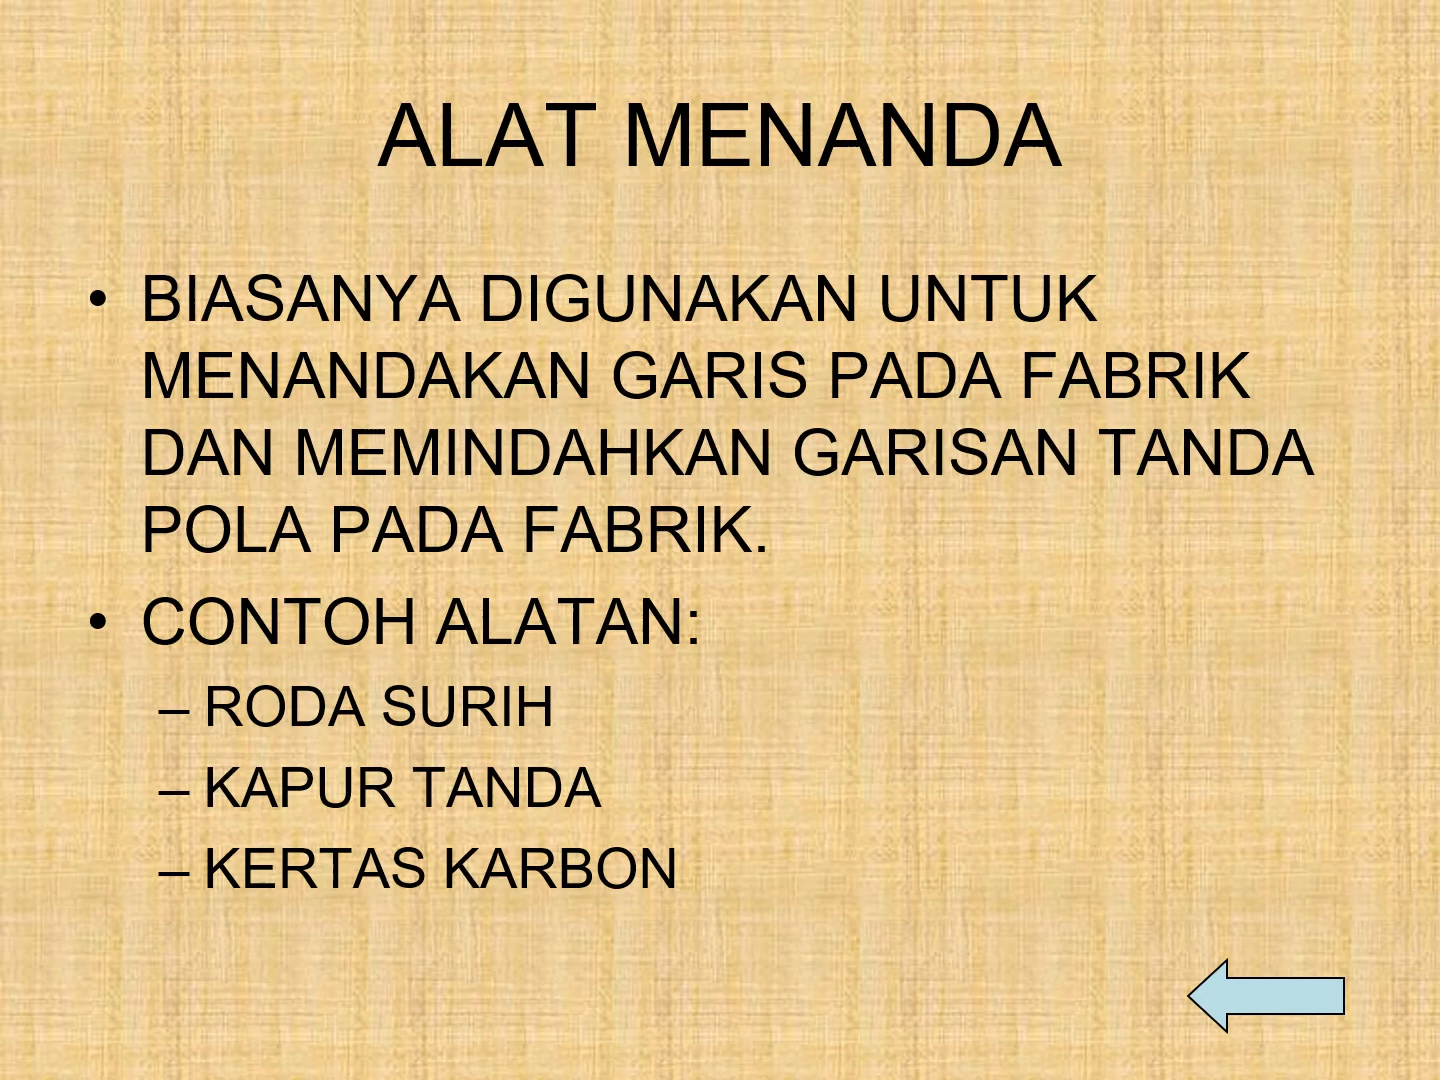 ALAT MENANDA
• BIASANYA DIGUNAKAN UNTUK
MENANDAKAN GARIS PADA FABRIK
DAN MEMINDAHKAN GARISAN TANDA
POLA PADA FABRIK.
• CONTOH ALATAN:
– RODA SURIH
– KAPUR TANDA
– KERTAS KARBON